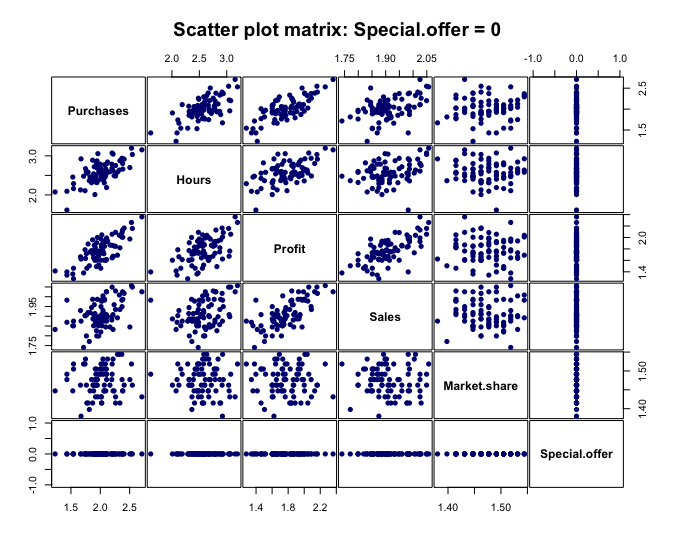 Scatter plot matrix: Special.offer = 0
2.0 2.5 3.0 1.75 1.90 2.05 -1.0 0.0 1.0
Purchases
1.5 2.5
2.0 3.0
Hours
Profit
1.4 2.0
1.75 1.95
Sales
Market.share
1.40 1.50
-1.0 0.0 1.0
Special.offer
1.5 2.0 2.5 1.4 1.8 2.2 1.40 1.50